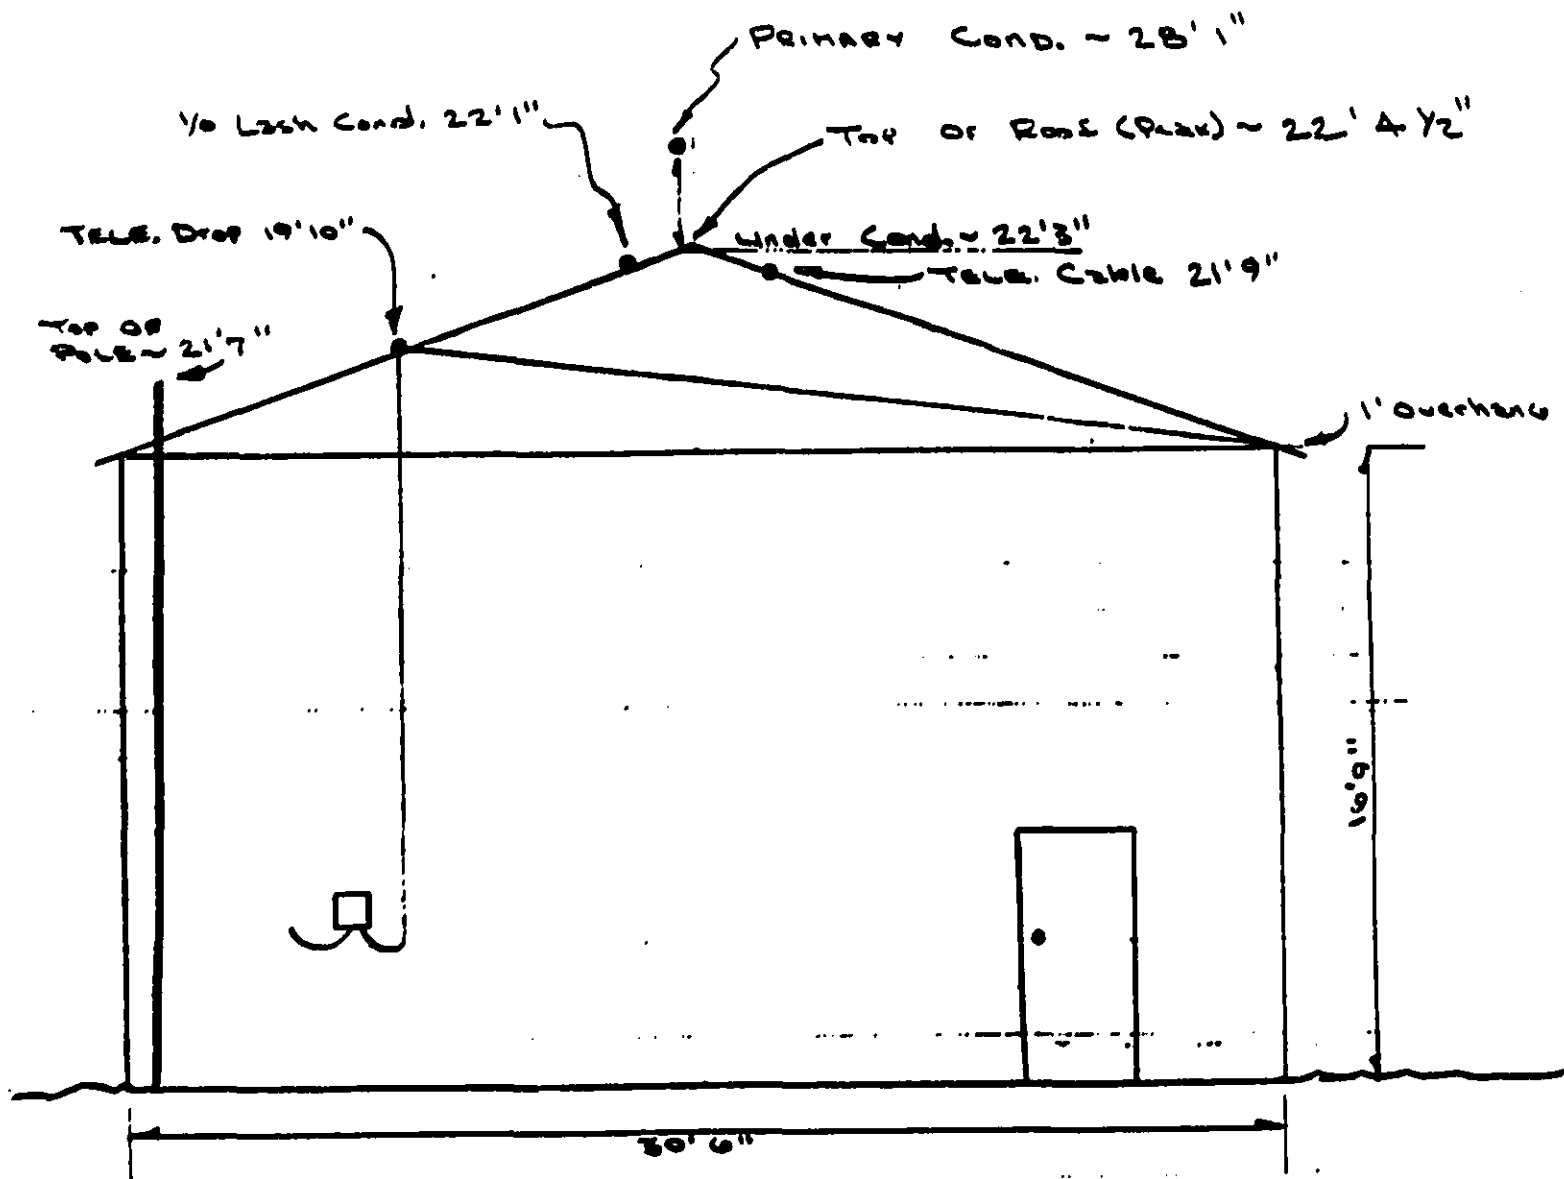 PRIMARY COND. ~ 28'1"
1/0 Lash Cond. 22'1"
TOP OF ROOF (PEAK) ~ 22' 4 1/2"
TELE. DROP 19'10"
Under Cond. ~ 22'3"
TELE. Cable 21'9"
TOP OF
POLE ~ 21'7"
1' Overhang
16'9"
30'6"